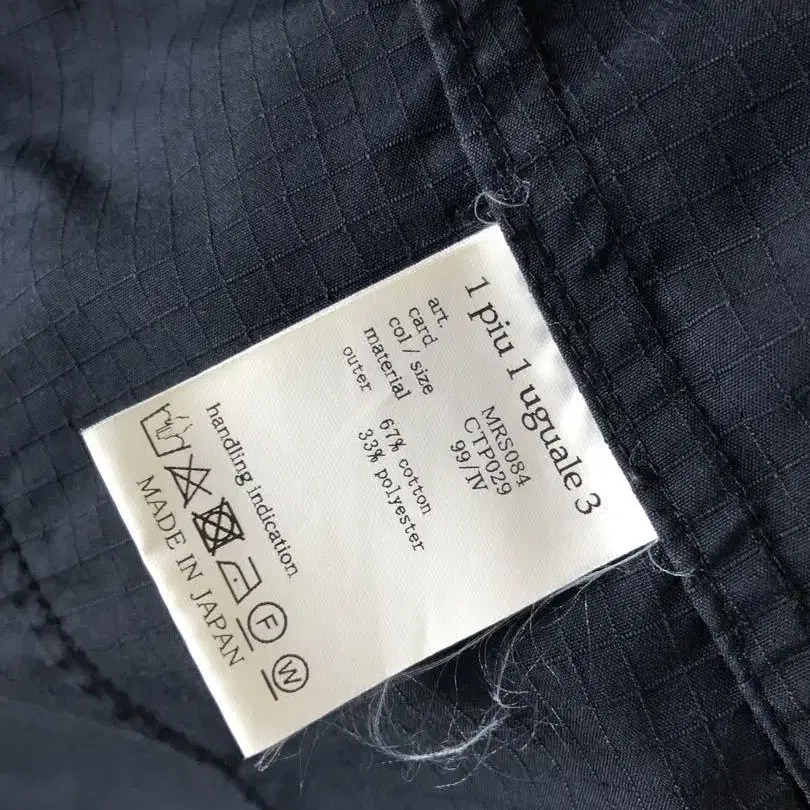 1 piu 1 uguale 3
art. MRS084
card CTP029
col / size 99/IV
material
outer 67% cotton
33% polyester
handling indication
F W
MADE IN JAPAN